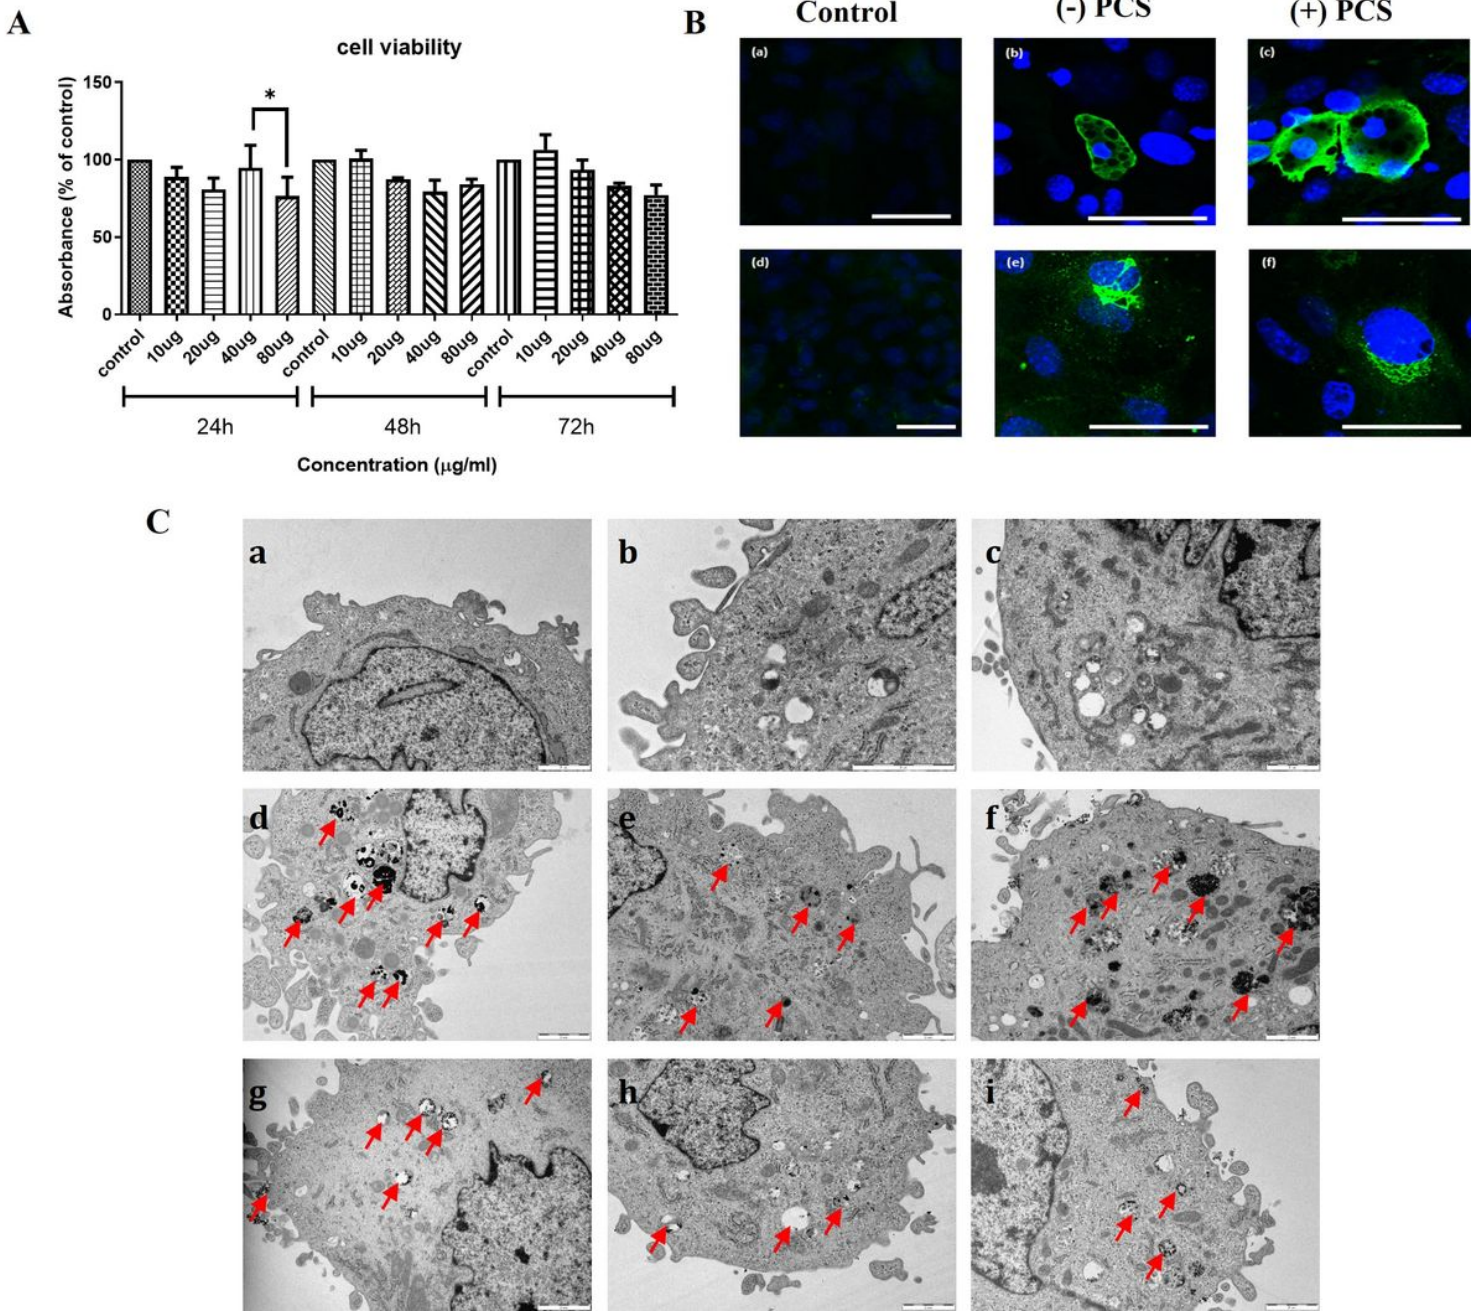 A
cell viability
Absorbance (% of control)
150
100
50
0
*
control
10ug
20ug
40ug
80ug
control
10ug
20ug
40ug
80ug
control
10ug
20ug
40ug
80ug
24h
48h
72h
Concentration (μg/ml)
B
Control
(-) PCS
(+) PCS
(a)
(b)
(c)
(d)
(e)
(f)
C
a
b
c
d
e
f
g
h
i